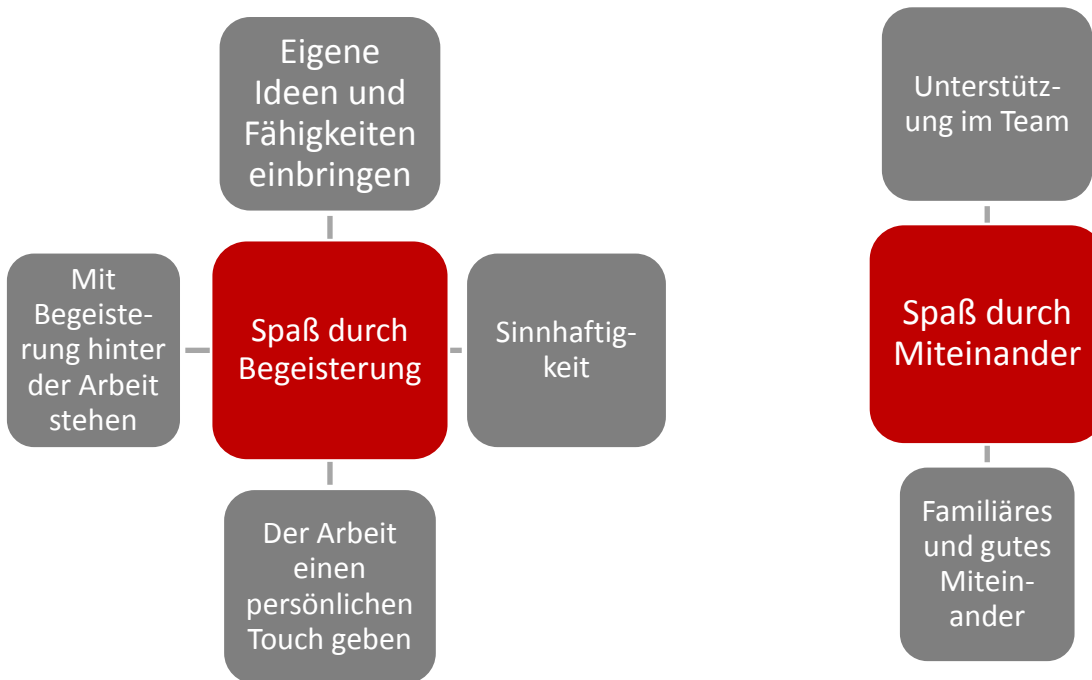 Eigene
Ideen und
Fähigkeiten
einbringen
Mit
Begeiste-
rung hinter
der Arbeit
stehen
Spaß durch
Begeisterung
Sinnhaftig-
keit
Der Arbeit
einen
persönlichen
Touch geben
Unterstütz-
ung im Team
Spaß durch
Miteinander
Familiäres
und gutes
Mitein-
ander